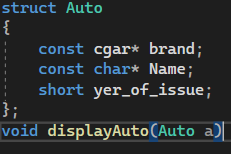 struct Auto
{
    const cgar* brand;
    const char* Name;
    short yer_of_issue;
};
void displayAuto(Auto a)